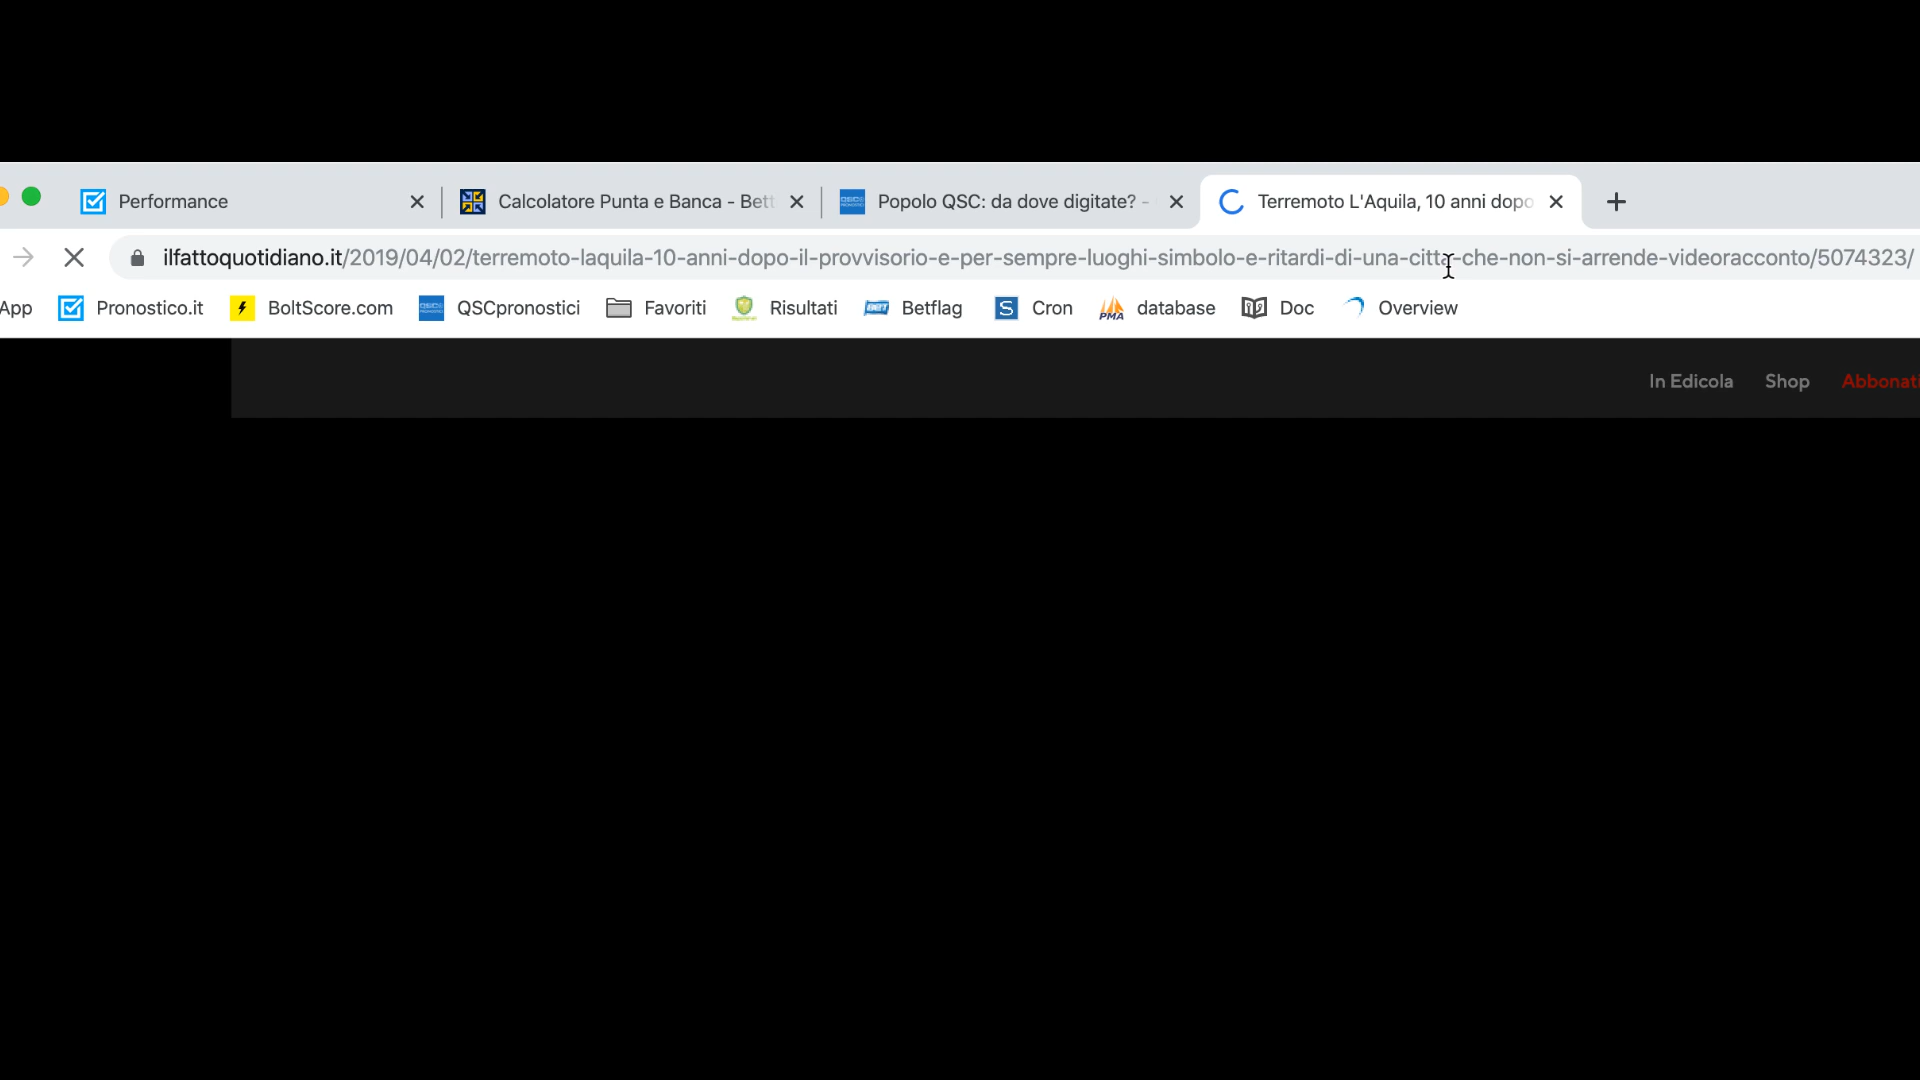 Performance
Calcolatore Punta e Banca - Bett
Popolo QSC: da dove digitate? -
Terremoto L'Aquila, 10 anni dopo
ilfattoquotidiano.it/2019/04/02/terremoto-laquila-10-anni-dopo-il-provvisorio-e-per-sempre-luoghi-simbolo-e-ritardi-di-una-citta-che-non-si-arrende-videoracconto/5074323/
App Pronostico.it BoltScore.com QSCpronostici Favoriti Risultati Betflag Cron database Doc Overview
In Edicola Shop Abbonati